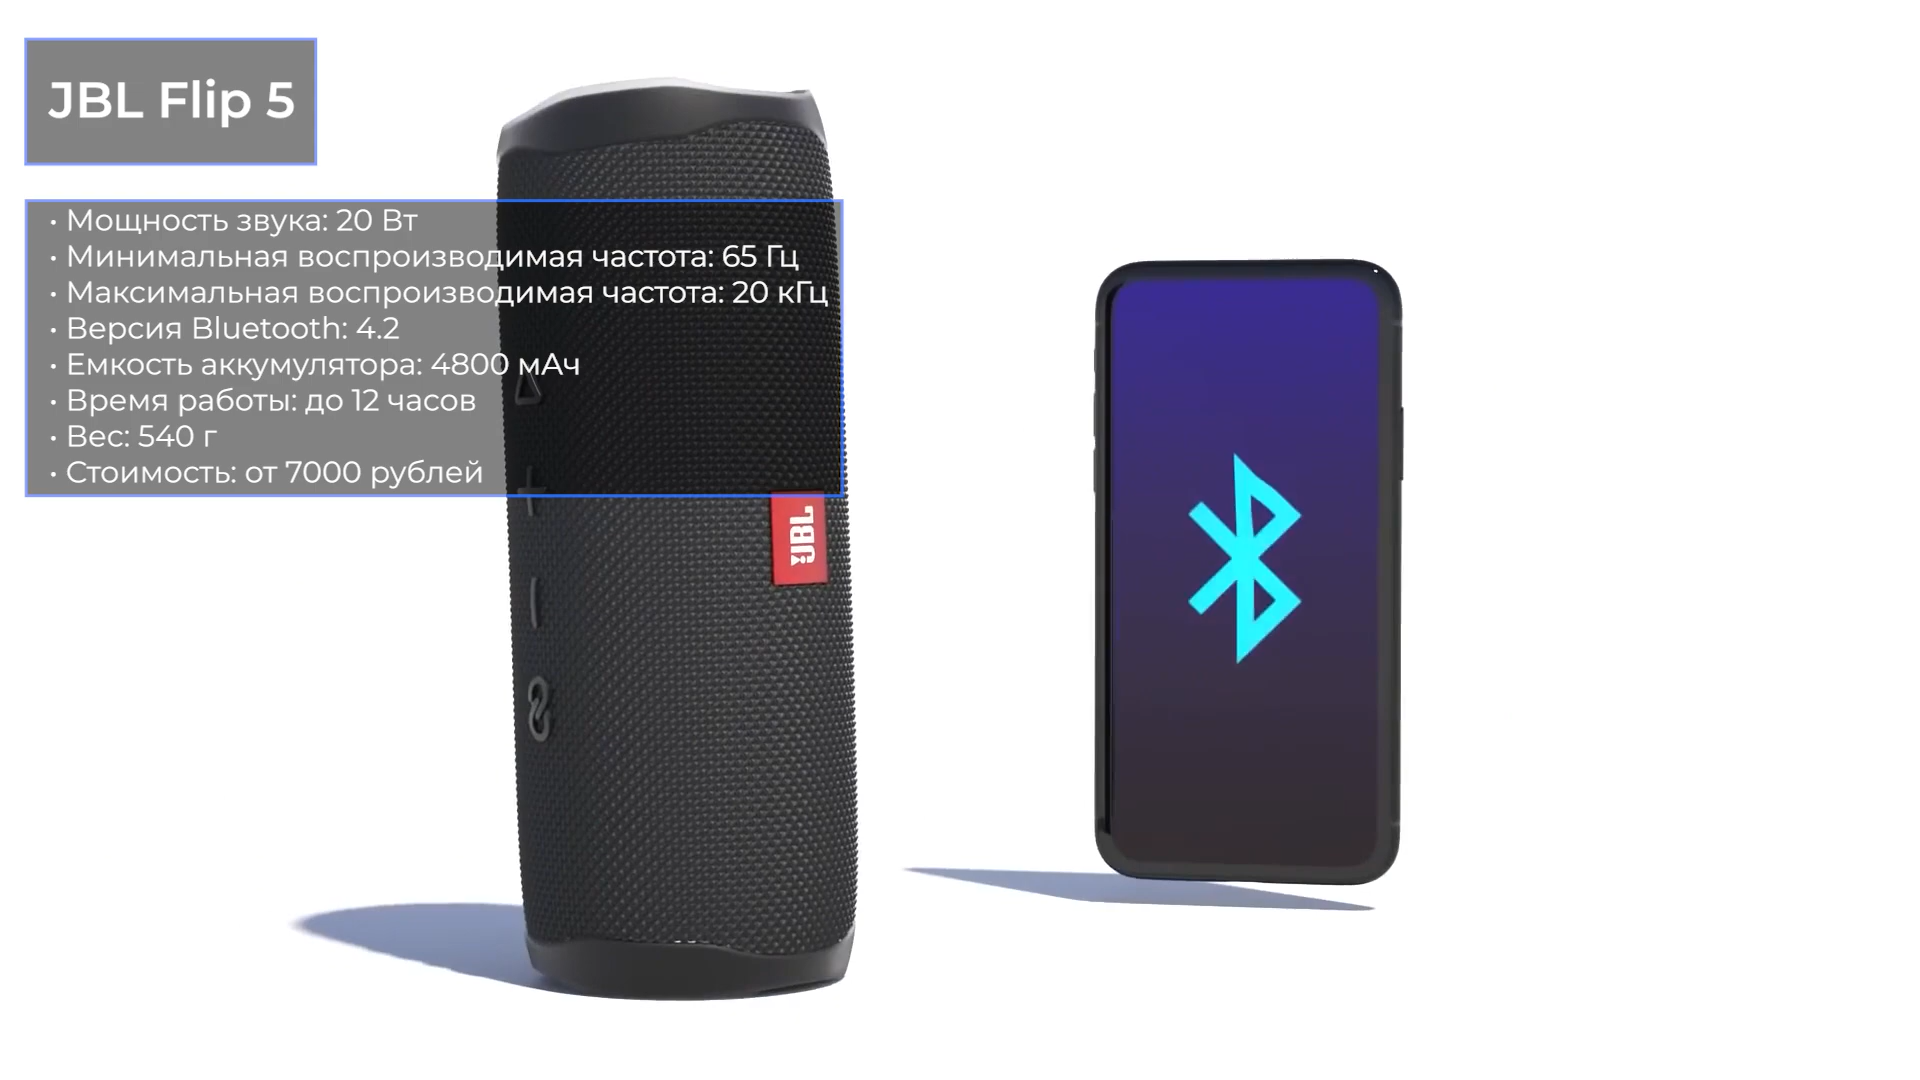 JBL Flip 5
• Мощность звука: 20 Вт
• Минимальная воспроизводимая частота: 65 Гц
• Максимальная воспроизводимая частота: 20 кГц
• Версия Bluetooth: 4.2
• Емкость аккумулятора: 4800 мАч
• Время работы: до 12 часов
• Вес: 540 г
• Стоимость: от 7000 рублей
JBL